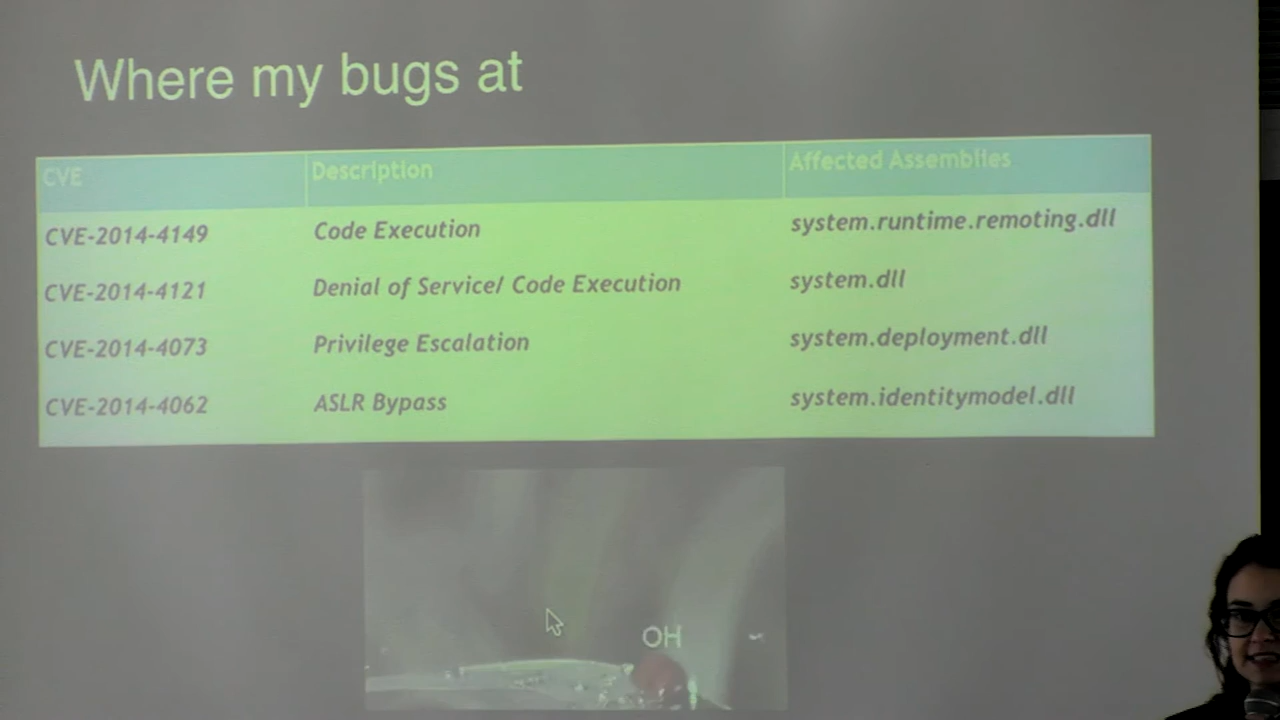 Where my bugs at
CVE Description Affected Assemblies
CVE-2014-4149 Code Execution system.runtime.remoting.dll
CVE-2014-4121 Denial of Service/ Code Execution system.dll
CVE-2014-4073 Privilege Escalation system.deployment.dll
CVE-2014-4062 ASLR Bypass system.identitymodel.dll
OH